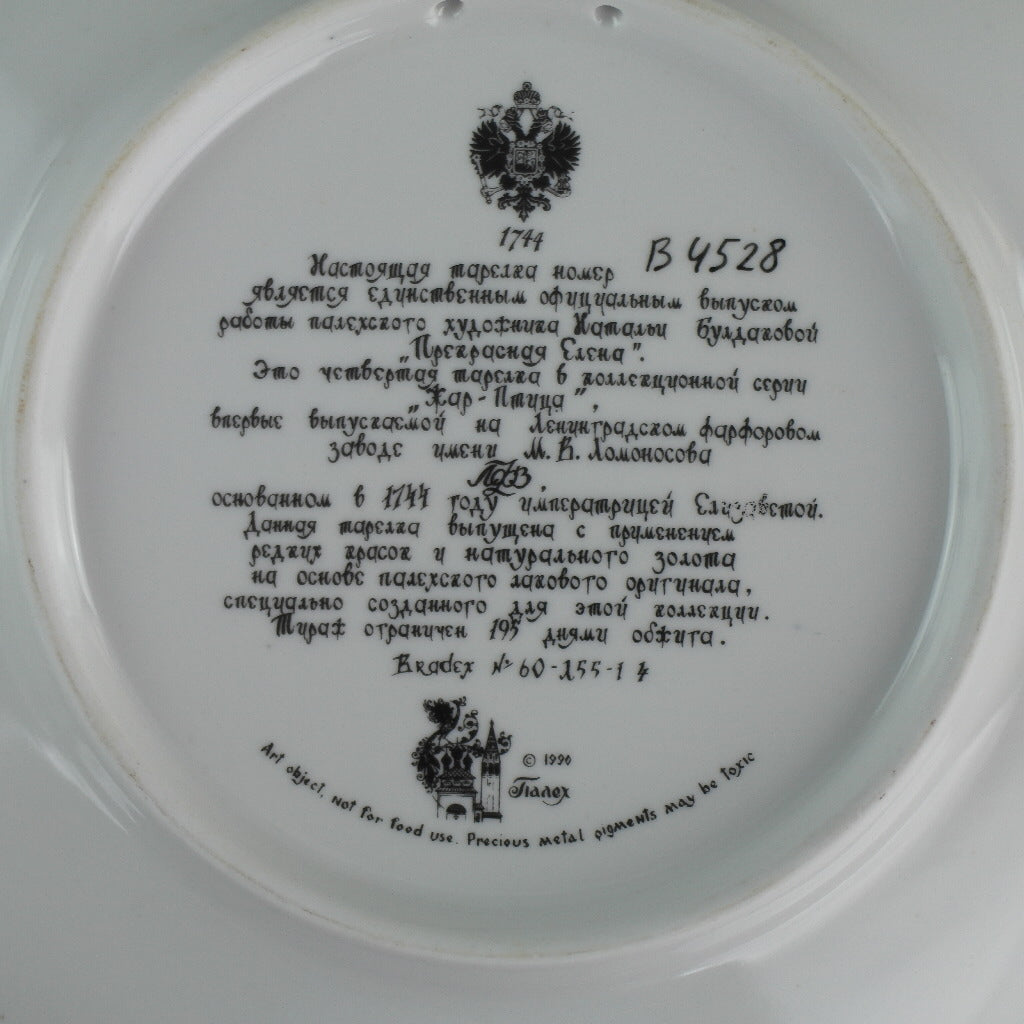 1744
Настоящая тарелка номер B 4528
является единственным официальным выпуском
работы палехского художника Натальи Булдаковой
"Прекрасная Елена".
Это четвертая тарелка в коллекционной серии
"Жар-Птица",
впервые выпускаемой на Ленинградском фарфоровом
заводе имени М. В. Ломоносова
ЛФЗ,
основанном в 1744 году императрицей Елизаветой.
Данная тарелка выпущена с применением
редких красок и натурального золота
на основе палехского лакового оригинала,
специально созданного для этой коллекции.
Тираж ограничен 195 днями обжига.
Bradex № 60-155-1 4
© 1990
Палех
Art object, not for food use. Precious metal pigments may be toxic